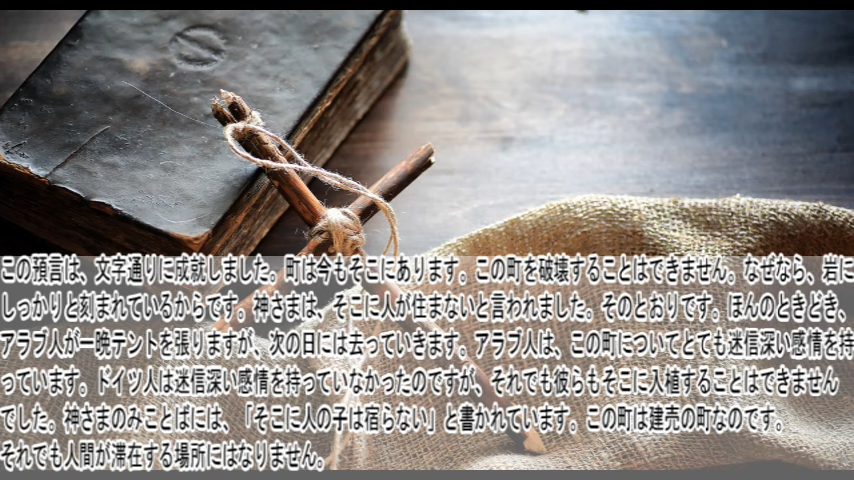 この預言は、文字通りに成就しました。町は今もそこにあります。この町を破壊することはできません。なぜなら、岩に
しっかりと刻まれているからです。神さまは、そこに人が住まないと言われました。そのとおりです。ほんのときどき、
アラブ人が一晩テントを張りますが、次の日には去っていきます。アラブ人は、この町についてとても迷信深い感情を持
っています。ドイツ人は迷信深い感情を持っていなかったのですが、それでも彼らもそこに入植することはできません
でした。神さまのみことばには、「そこに人の子は宿らない」と書かれています。この町は建売の町なのです。
それでも人間が滞在する場所にはなりません。